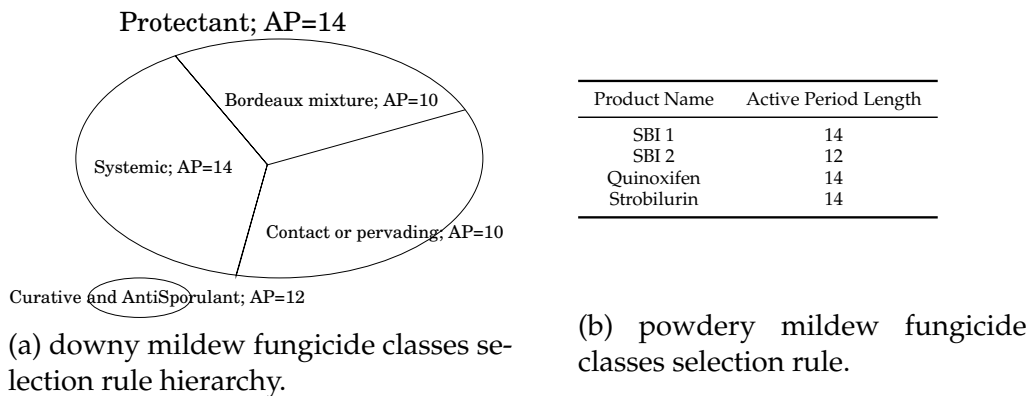 Protectant; AP=14
Bordeaux mixture; AP=10
Systemic; AP=14
Contact or pervading; AP=10
Curative and AntiSporulant; AP=12
(a) downy mildew fungicide classes se-
lection rule hierarchy.
Product Name Active Period Length
SBI 1 14
SBI 2 12
Quinoxifen 14
Strobilurin 14
(b) powdery mildew fungicide
classes selection rule.